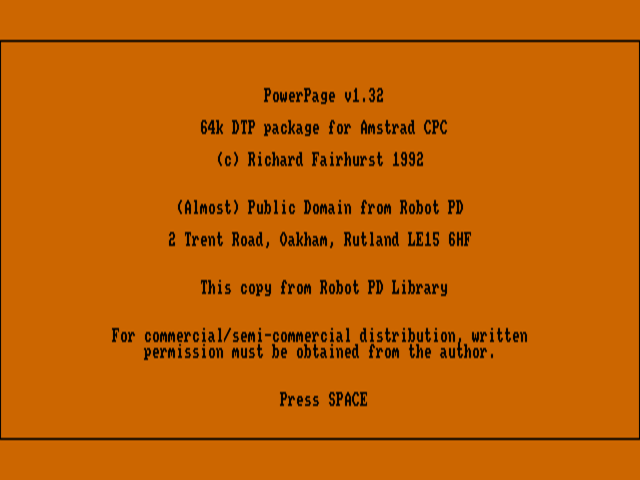 PowerPage v1.32
64k DTP package for Amstrad CPC
(c) Richard Fairhurst 1992
(Almost) Public Domain from Robot PD
2 Trent Road, Oakham, Rutland LE15 6HF
This copy from Robot PD Library
For commercial/semi-commercial distribution, written
permission must be obtained from the author.
Press SPACE